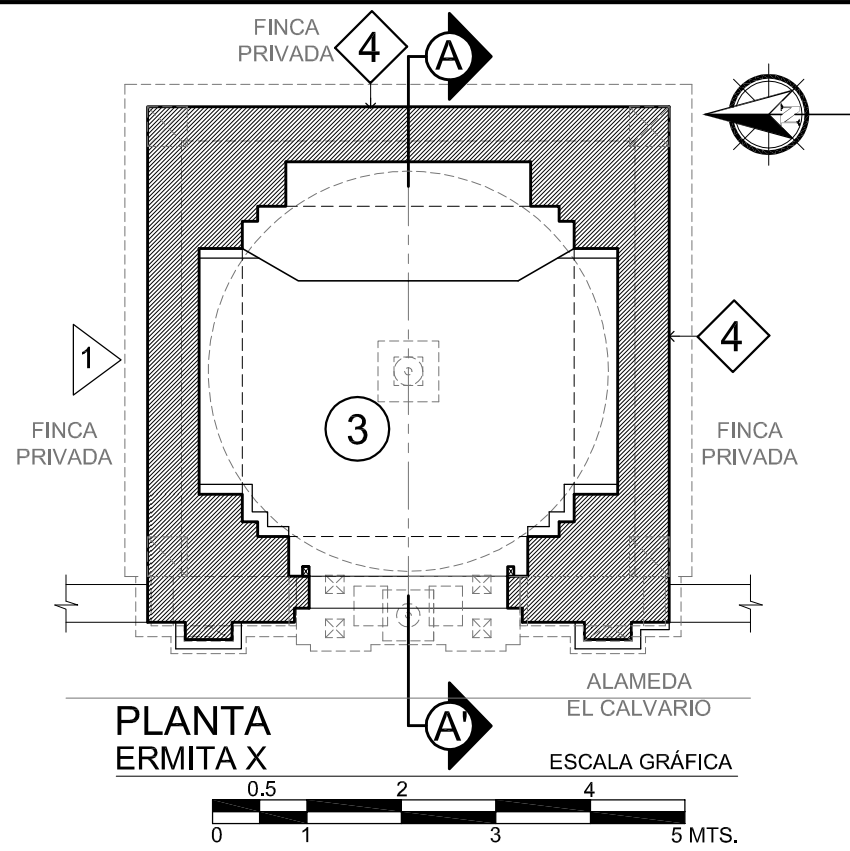 FINCA
PRIVADA
4
A
N
1
4
FINCA
PRIVADA
3
FINCA
PRIVADA
ALAMEDA
EL CALVARIO
A'
PLANTA
ERMITA X
ESCALA GRÁFICA
0.5 2 4
0 1 3 5 MTS.